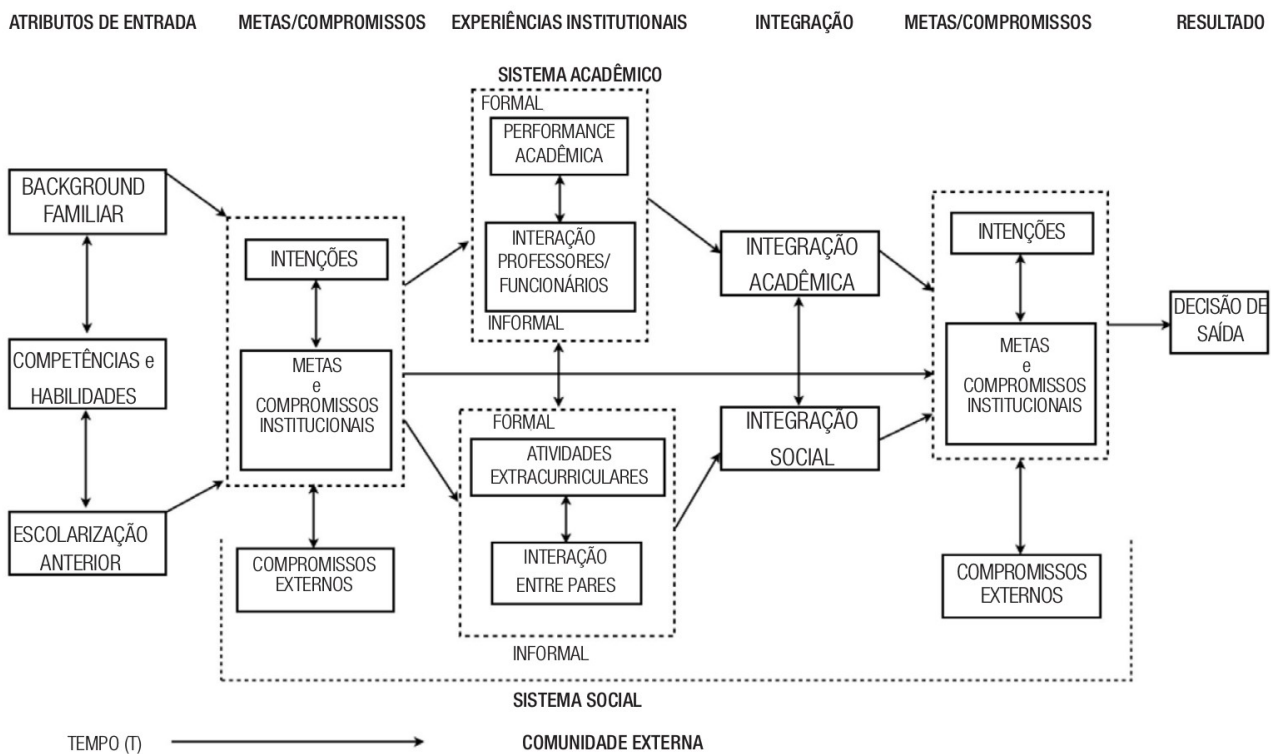 ATRIBUTOS DE ENTRADA
METAS/COMPROMISSOS
EXPERIÊNCIAS INSTITUTIONAIS
INTEGRAÇÃO
METAS/COMPROMISSOS
RESULTADO
BACKGROUND
FAMILIAR
COMPETÊNCIAS e
HABILIDADES
ESCOLARIZAÇÃO
ANTERIOR
INTENÇÕES
METAS
e
COMPROMISSOS
INSTITUCIONAIS
COMPROMISSOS
EXTERNOS
SISTEMA ACADÊMICO
FORMAL
PERFORMANCE
ACADÊMICA
INTERAÇÃO
PROFESSORES/
FUNCIONÁRIOS
INFORMAL
FORMAL
ATIVIDADES
EXTRACURRICULARES
INTERAÇÃO
ENTRE PARES
INFORMAL
SISTEMA SOCIAL
INTEGRAÇÃO
ACADÊMICA
INTEGRAÇÃO
SOCIAL
INTENÇÕES
METAS
e
COMPROMISSOS
INSTITUCIONAIS
COMPROMISSOS
EXTERNOS
DECISÃO DE
SAÍDA
TEMPO (T)
COMUNIDADE EXTERNA